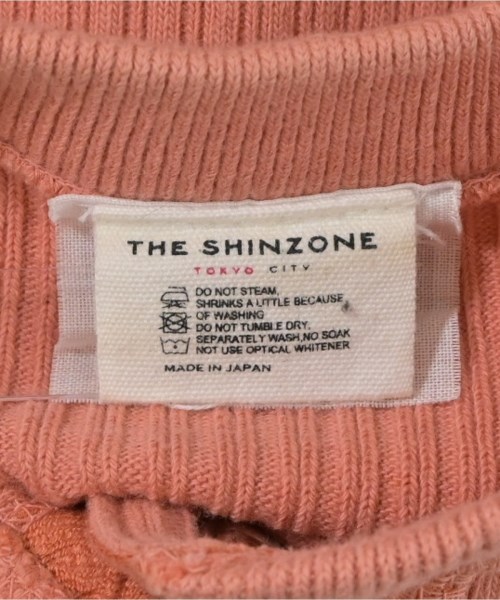 THE SHINZONE
TOKYO CITY
DO NOT STEAM,
SHRINKS A LITTLE BECAUSE
OF WASHING
DO NOT TUMBLE DRY,
SEPARATELY WASH, NO SOAK
NOT USE OPTICAL WHITENER
MADE IN JAPAN